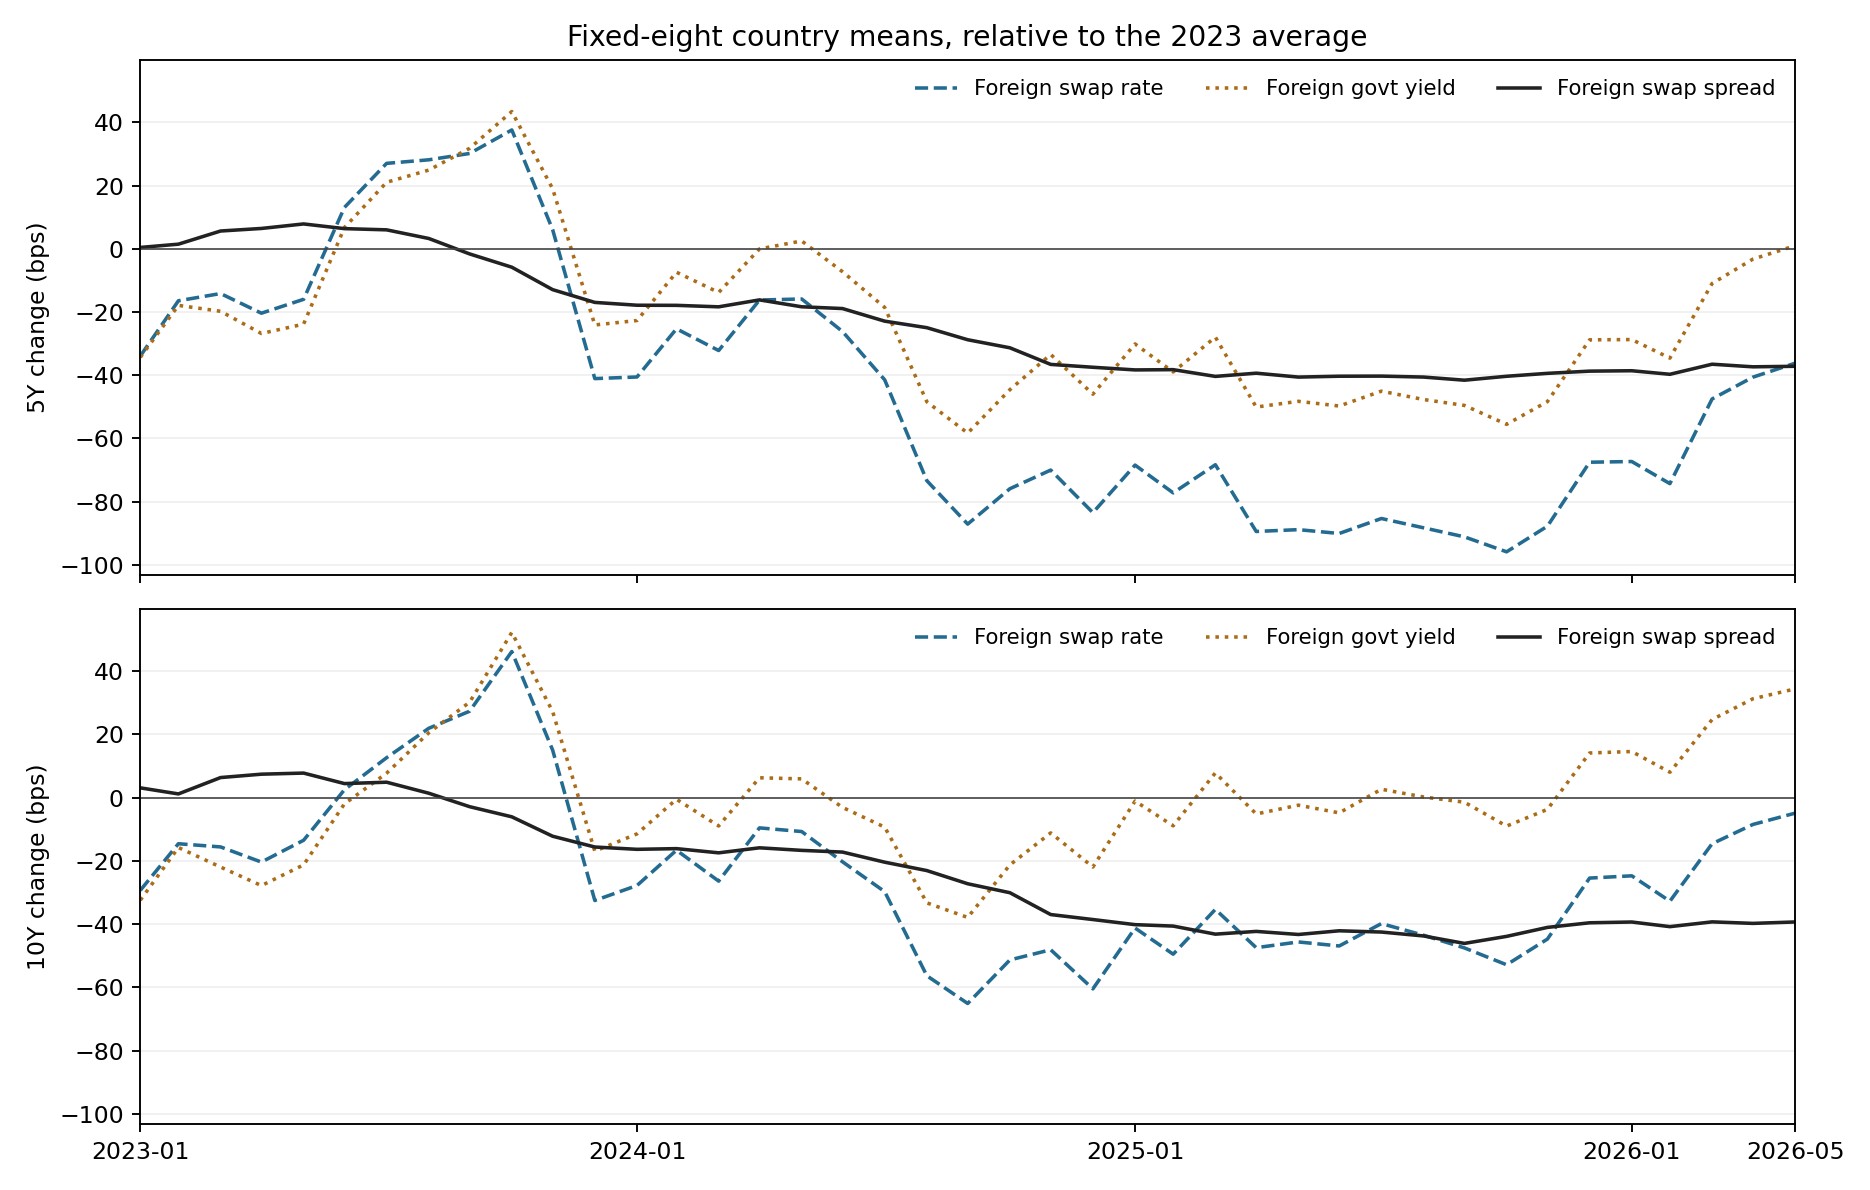 Fixed-eight country means, relative to the 2023 average
Foreign swap rate
Foreign govt yield
Foreign swap spread
5Y change (bps)
40
20
0
−20
−40
−60
−80
−100
Foreign swap rate
Foreign govt yield
Foreign swap spread
10Y change (bps)
40
20
0
−20
−40
−60
−80
−100
2023-01
2024-01
2025-01
2026-01
2026-05